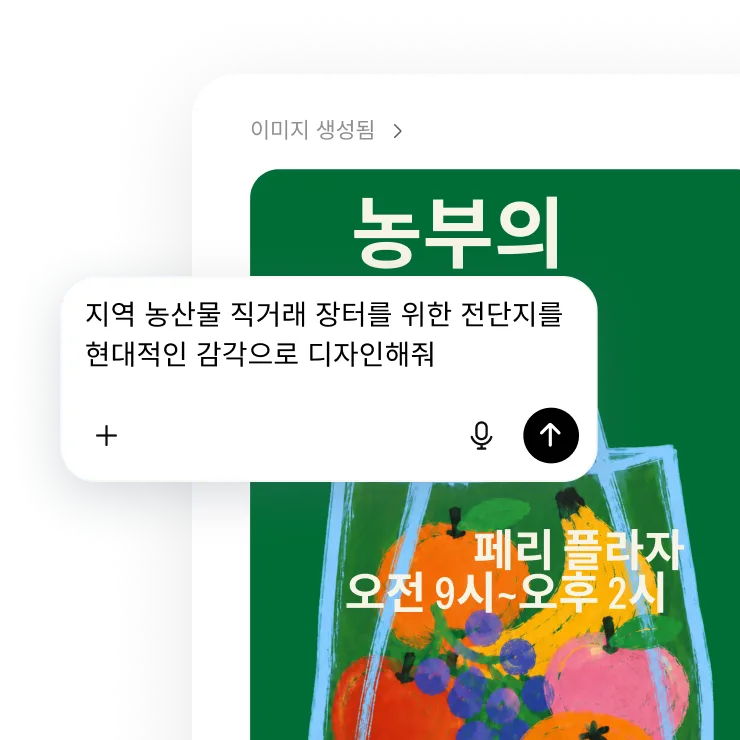 이미지 생성됨
농부의
지역 농산물 직거래 장터를 위한 전단지를
현대적인 감각으로 디자인해줘
페리 플라자
오전 9시~오후 2시